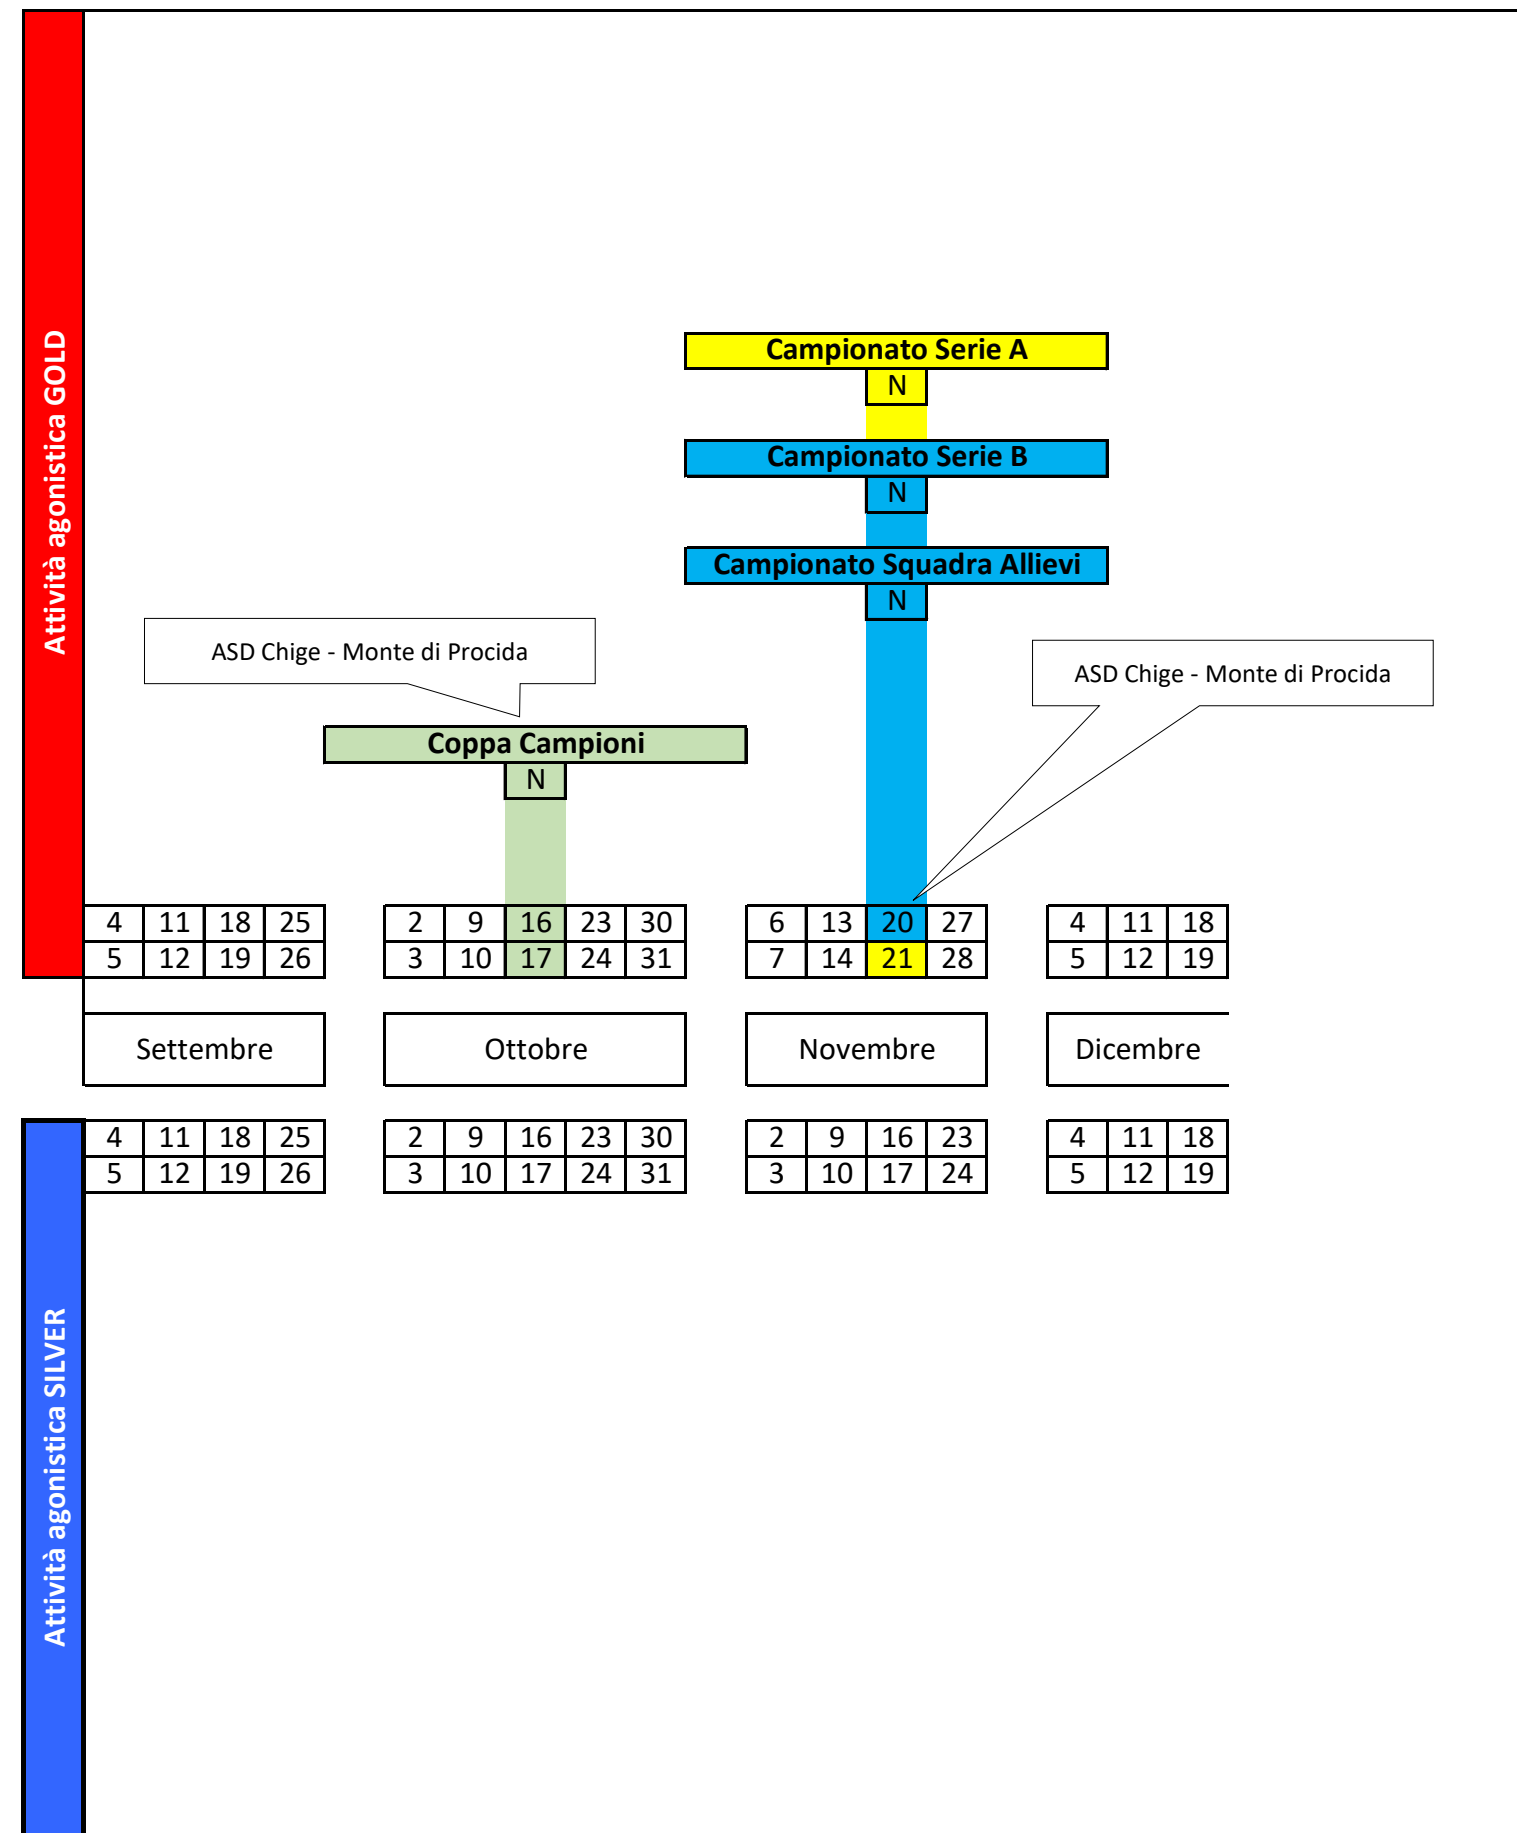 Attività agonistica GOLD
Campionato Serie A
N
Campionato Serie B
N
Campionato Squadra Allievi
N
ASD Chige - Monte di Procida
ASD Chige - Monte di Procida
Coppa Campioni
N
4 11 18 25 2 9 16 23 30 6 13 20 27 4 11 18
5 12 19 26 3 10 17 24 31 7 14 21 28 5 12 19
Settembre Ottobre Novembre Dicembre
4 11 18 25 2 9 16 23 30 2 9 16 23 4 11 18
5 12 19 26 3 10 17 24 31 3 10 17 24 5 12 19
Attività agonistica SILVER